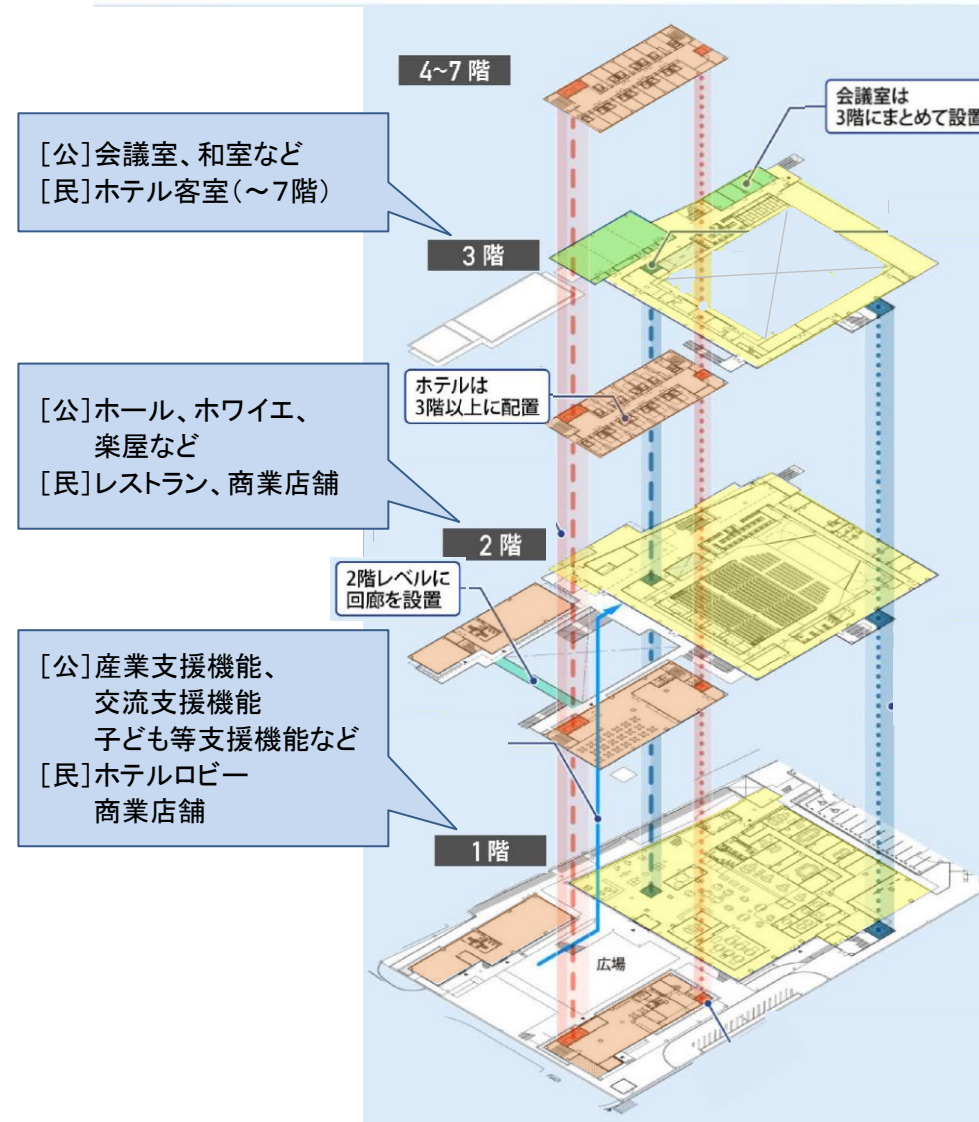 4~7 階
会議室は
3階にまとめて設置
[公]会議室、和室など
[民]ホテル客室(～7階)
3 階
ホテルは
3階以上に配置
[公]ホール、ホワイエ、
楽屋など
[民]レストラン、商業店舗
2 階
2階レベルに
回廊を設置
[公]産業支援機能、
交流支援機能
子ども等支援機能など
[民]ホテルロビー
商業店舗
1 階
広場